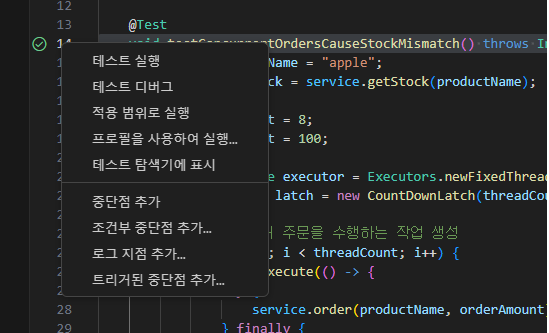 12
13 @Test
14 void testConcurrentOrdersCauseStockMismatch() throws
테스트 실행
Name = "apple";
테스트 디버그
ck = service.getStock(productName);
적용 범위로 실행
t = 8;
프로필을 사용하여 실행...
t = 100;
테스트 탐색기에 표시
e executor = Executors.newFixedThread
중단점 추가
latch = new CountDownLatch(threadCou
조건부 중단점 추가...
주문을 수행하는 작업 생성
로그 지점 추가...
; i < threadCount; i++) {
트리거된 중단점 추가...
execute(() -> {
28 service.order(productName, orderAmount)
29 } finally {